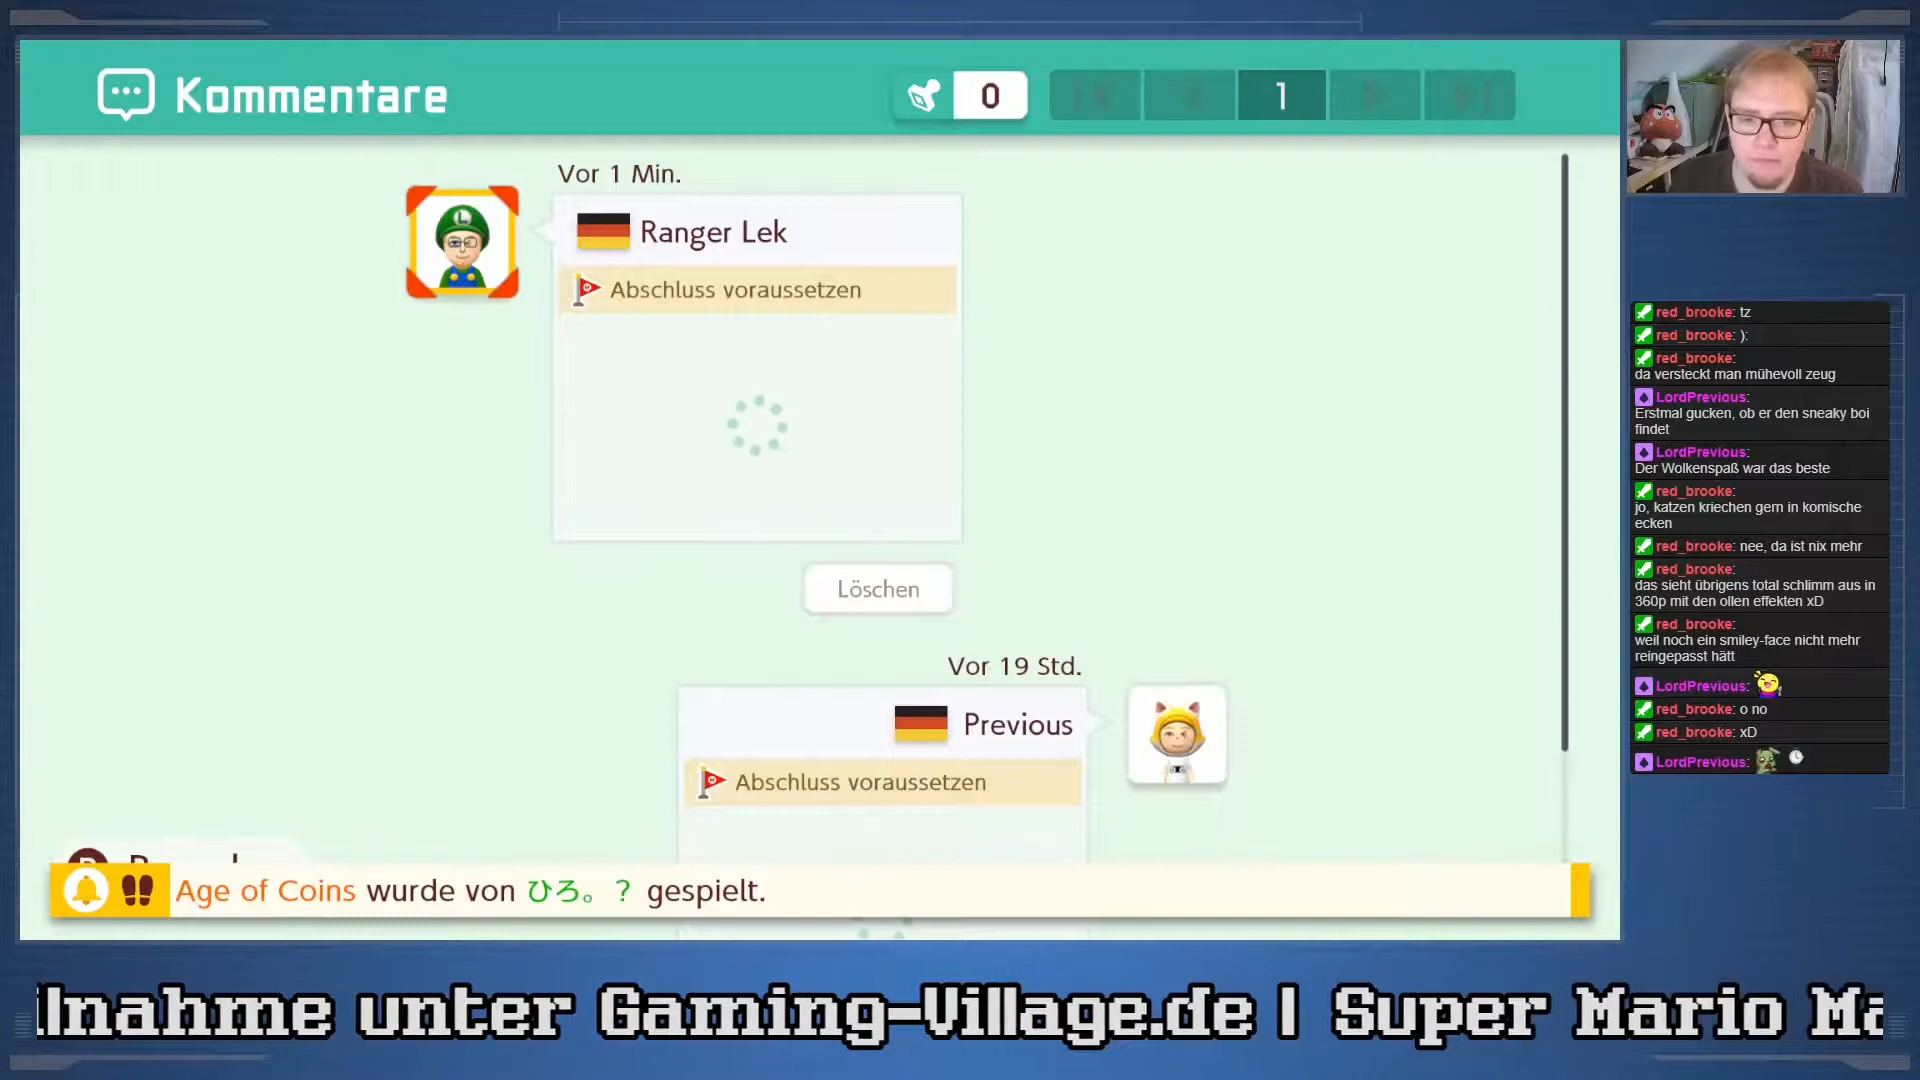 Kommentare
0
1
Vor 1 Min.
Ranger Lek
Abschluss voraussetzen
Löschen
Vor 19 Std.
Previous
Abschluss voraussetzen
Age of Coins wurde von ひろ。? gespielt.
red_brooke: tz
red_brooke: ):
red_brooke:
da versteckt man mühevoll zeug
LordPrevious:
Erstmal gucken, ob er den sneaky boi
findet
LordPrevious:
Der Wolkenspaß war das beste
red_brooke:
jo, katzen kriechen gern in komische
ecken
red_brooke: nee, da ist nix mehr
red_brooke:
das sieht übrigens total schlimm aus in
360p mit den ollen effekten xD
red_brooke:
weil noch ein smiley-face nicht mehr
reingepasst hätt
LordPrevious:
red_brooke: o no
red_brooke: xD
LordPrevious:
ilnahme unter Gaming-Village.de | Super Mario Ma